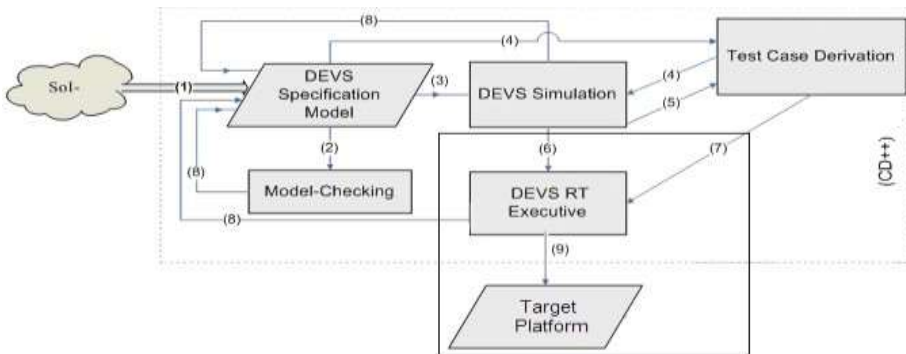 (8)
(4)
Test Case Derivation
Sol-
(1)
DEVS
Specification
Model
(3)
DEVS Simulation
(4)
(5)
(2)
(6)
(7)
(CD++)
(8)
Model-Checking
DEVS RT
Executive
(8)
(9)
Target
Platform